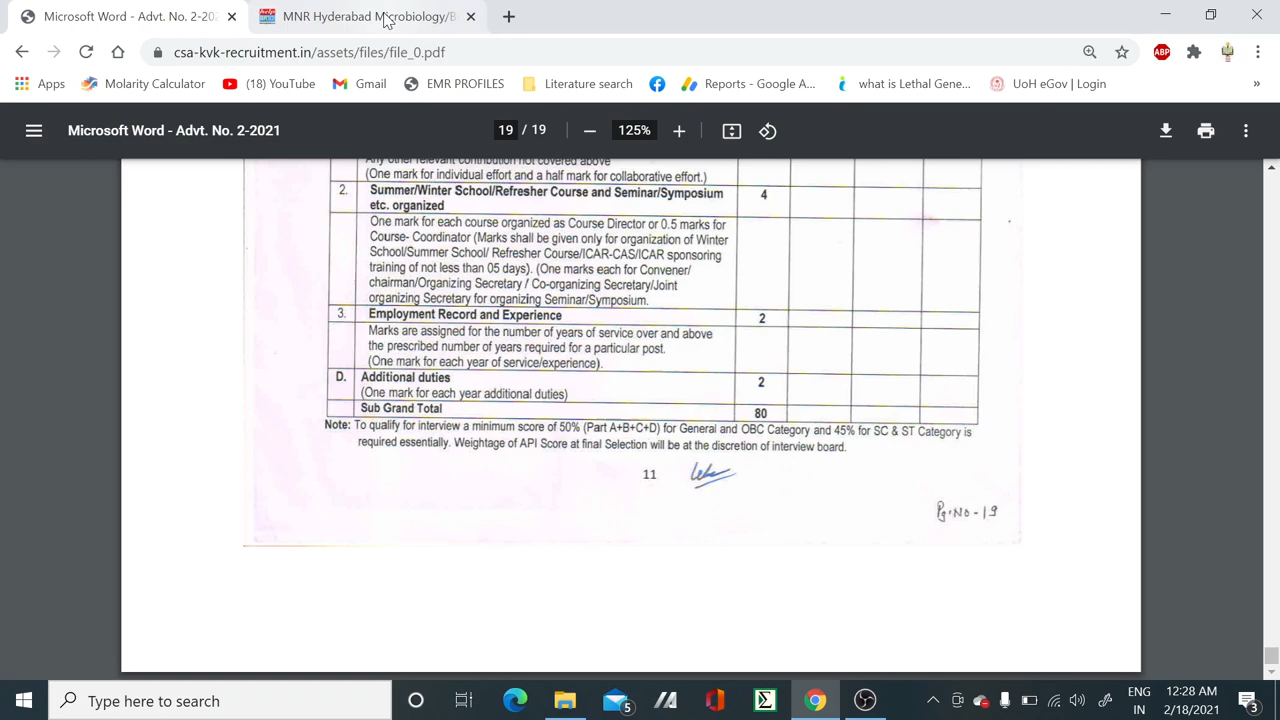 Microsoft Word - Advt. No. 2-202
MNR Hyderabad Microbiology/B
csa-kvk-recruitment.in/assets/files/file_0.pdf
ABP
Apps
Molarity Calculator
(18) YouTube
Gmail
EMR PROFILES
Literature search
Reports - Google A...
what is Lethal Gene...
UoH eGov | Login
»
Microsoft Word - Advt. No. 2-2021
19 / 19
125%
Any other relevant contribution not covered above
(One mark for individual effort and a half mark for collaborative effort.)
2. Summer/Winter School/Refresher Course and Seminar/Symposium 4
etc. organized
One mark for each course organized as Course Director or 0.5 marks for
Course- Coordinator (Marks shall be given only for organization of Winter
School/Summer School/ Refresher Course/ICAR-CAS/ICAR sponsoring
training of not less than 05 days). (One marks each for Convener/
chairman/Organizing Secretary / Co-organizing Secretary/Joint
organizing Secretary for organizing Seminar/Symposium.
3. Employment Record and Experience 2
Marks are assigned for the number of years of service over and above
the prescribed number of years required for a particular post.
(One mark for each year of service/experience).
D. Additional duties 2
(One mark for each year additional duties)
Sub Grand Total 80
Note: To qualify for interview a minimum score of 50% (Part A+B+C+D) for General and OBC Category and 45% for SC & ST Category is
required essentially. Weightage of API Score at final Selection will be at the discretion of interview board.
11
Pg.No - 19
Type here to search
5
ENG
IN
12:28 AM
2/18/2021
3